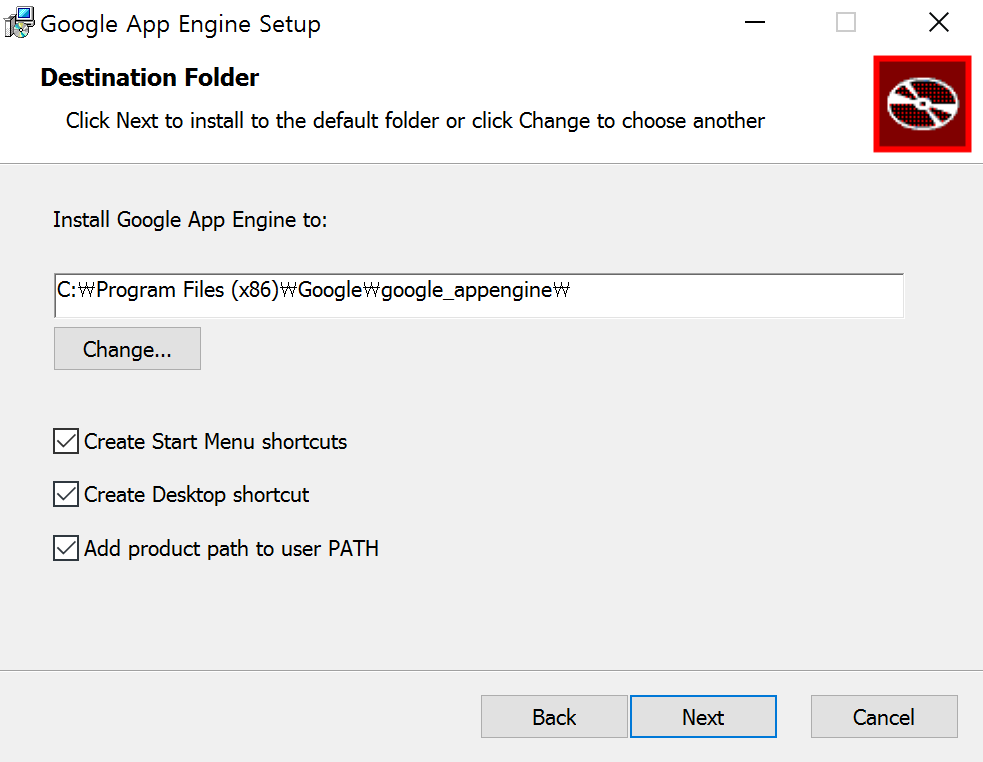 Google App Engine Setup
Destination Folder
Click Next to install to the default folder or click Change to choose another
Install Google App Engine to:
C:₩Program Files (x86)₩Google₩google_appengine₩
Change...
Create Start Menu shortcuts
Create Desktop shortcut
Add product path to user PATH
Back Next Cancel